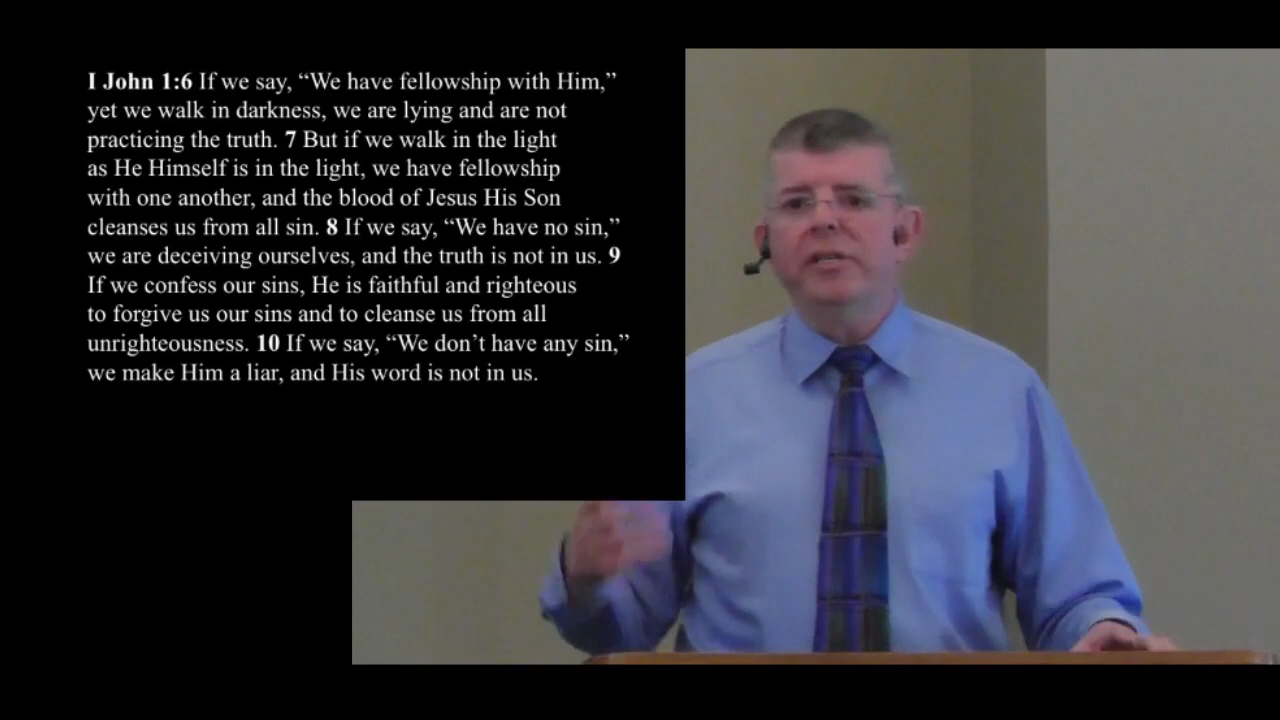 I John 1:6 If we say, “We have fellowship with Him,”
yet we walk in darkness, we are lying and are not
practicing the truth. 7 But if we walk in the light
as He Himself is in the light, we have fellowship
with one another, and the blood of Jesus His Son
cleanses us from all sin. 8 If we say, “We have no sin,”
we are deceiving ourselves, and the truth is not in us. 9
If we confess our sins, He is faithful and righteous
to forgive us our sins and to cleanse us from all
unrighteousness. 10 If we say, “We don’t have any sin,”
we make Him a liar, and His word is not in us.